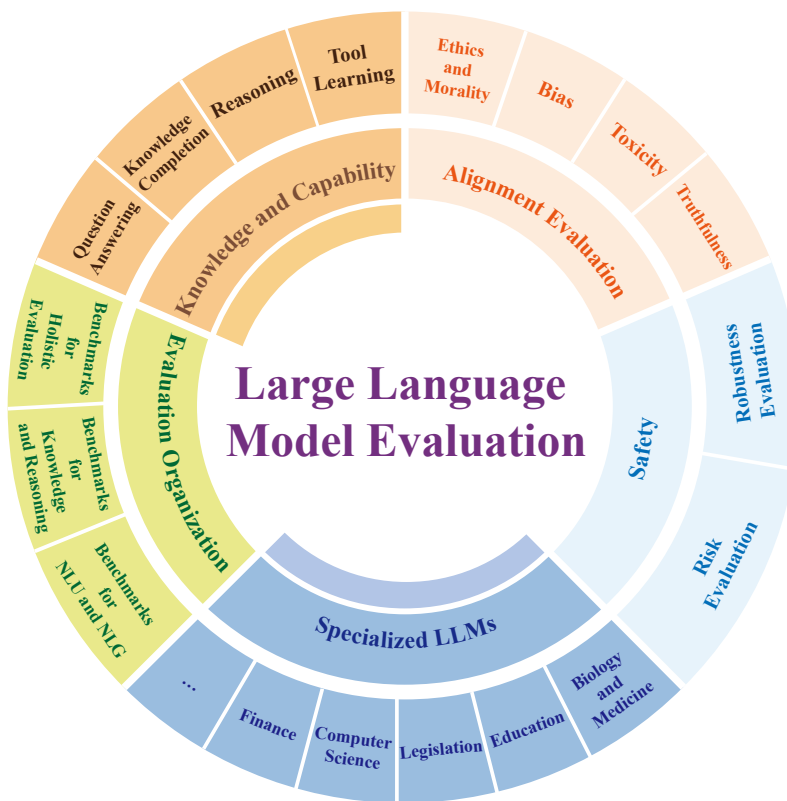 Large Language
Model Evaluation
Knowledge and Capability
Question
Answering
Knowledge
Completion
Reasoning
Tool
Learning
Alignment Evaluation
Ethics
and
Morality
Bias
Toxicity
Truthfulness
Safety
Robustness
Evaluation
Risk
Evaluation
Specialized LLMs
Biology
and
Medicine
Education
Legislation
Computer
Science
Finance
...
Evaluation Organization
Benchmarks
for
NLU and NLG
Benchmarks
for
Knowledge
and Reasoning
Benchmarks
for
Holistic
Evaluation